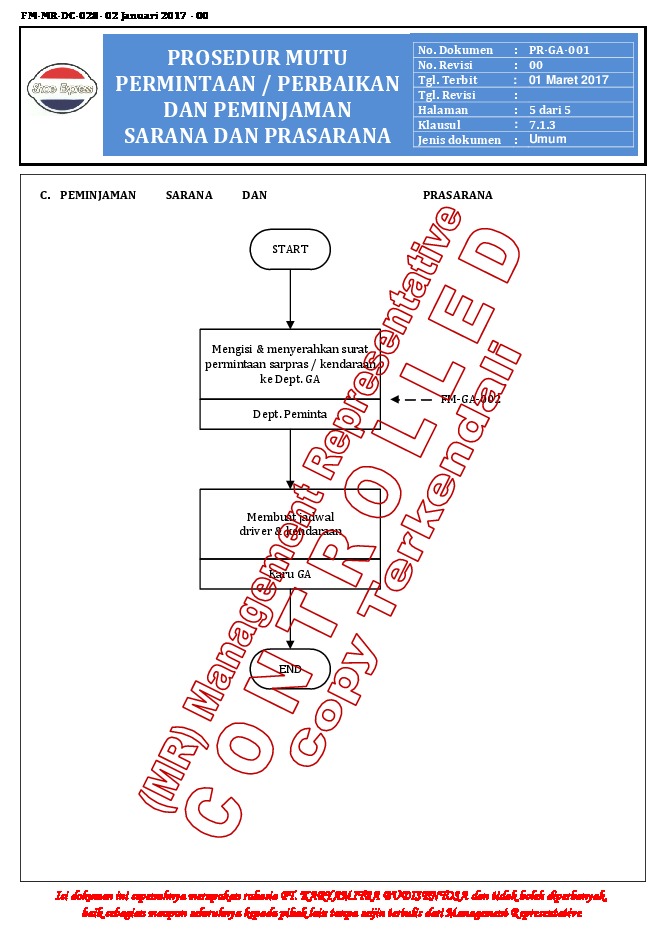 FM-MR-DC-028- 02 Januari 2017 - 00
Shoes Express
PROSEDUR MUTU
PERMINTAAN / PERBAIKAN
DAN PEMINJAMAN
SARANA DAN PRASARANA
No. Dokumen : PR-GA-001
No. Revisi : 00
Tgl. Terbit : 01 Maret 2017
Tgl. Revisi :
Halaman : 5 dari 5
Klausul : 7.1.3
Jenis dokumen : Umum
C. PEMINJAMAN SARANA DAN PRASARANA
START
Mengisi & menyerahkan surat
permintaan sarpras / kendaraan
ke Dept. GA
FM-GA-002
Dept. Peminta
Membuat jadwal
driver & kendaraan
Karu GA
END
(MR) Management Representative
CONTROLLED
Copy Terkendali
Isi dokumen ini sepenuhnya merupakan rahasia PT. KARYAMITRA BUDISENTOSA dan tidak boleh diperbanyak,
baik sebagian maupun seluruhnya kepada pihak lain tanpa seijin tertulis dari Management Representative